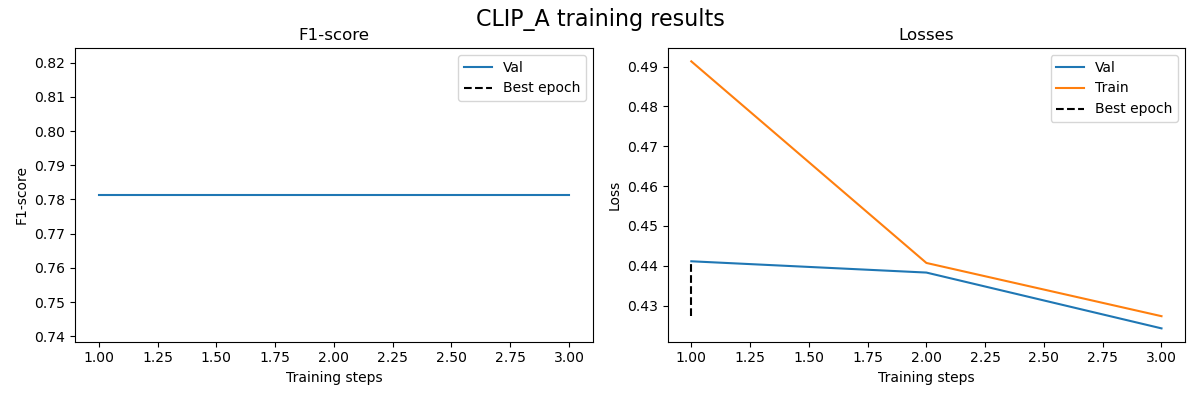 CLIP_A training results
F1-score
Val
Best epoch
0.82
0.81
0.80
0.79
0.78
0.77
0.76
0.75
0.74
F1-score
1.00 1.25 1.50 1.75 2.00 2.25 2.50 2.75 3.00
Training steps
Losses
Val
Train
Best epoch
0.49
0.48
0.47
0.46
0.45
0.44
0.43
Loss
1.00 1.25 1.50 1.75 2.00 2.25 2.50 2.75 3.00
Training steps